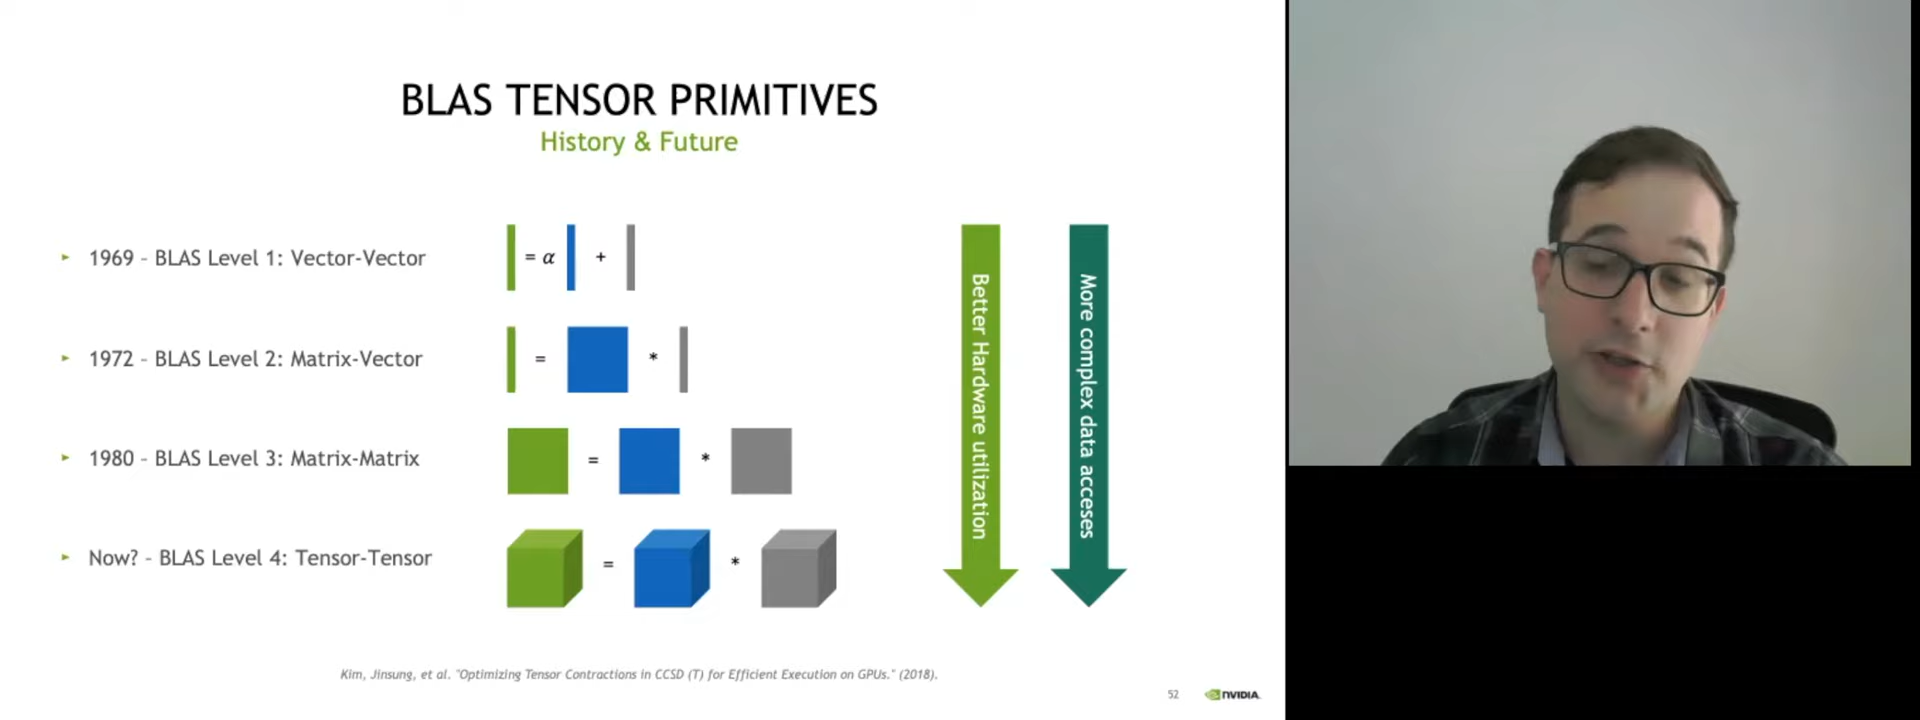 BLAS TENSOR PRIMITIVES
History & Future
► 1969 - BLAS Level 1: Vector-Vector
= α +
► 1972 - BLAS Level 2: Matrix-Vector
= *
► 1980 - BLAS Level 3: Matrix-Matrix
= *
► Now? - BLAS Level 4: Tensor-Tensor
= *
Better Hardware utilization
More complex data acceses
Kim, Jinsung, et al. "Optimizing Tensor Contractions in CCSD (T) for Efficient Execution on GPUs." (2018).
52
NVIDIA.